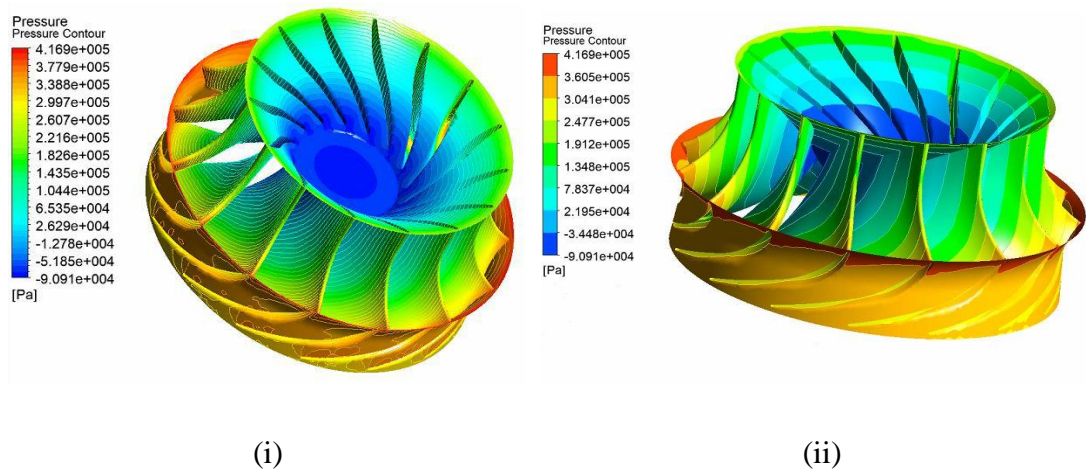 Pressure
Pressure Contour
4.169e+005
3.778e+005
3.388e+005
2.997e+005
2.607e+005
2.216e+005
1.826e+005
1.435e+005
1.044e+005
6.535e+004
2.629e+004
-1.278e+004
-5.185e+004
-9.091e+004
[Pa]
Pressure
Pressure Contour
4.169e+005
3.605e+005
3.041e+005
2.477e+005
1.912e+005
1.348e+005
7.837e+004
2.195e+004
-3.448e+004
-9.091e+004
[Pa]
(i)
(ii)